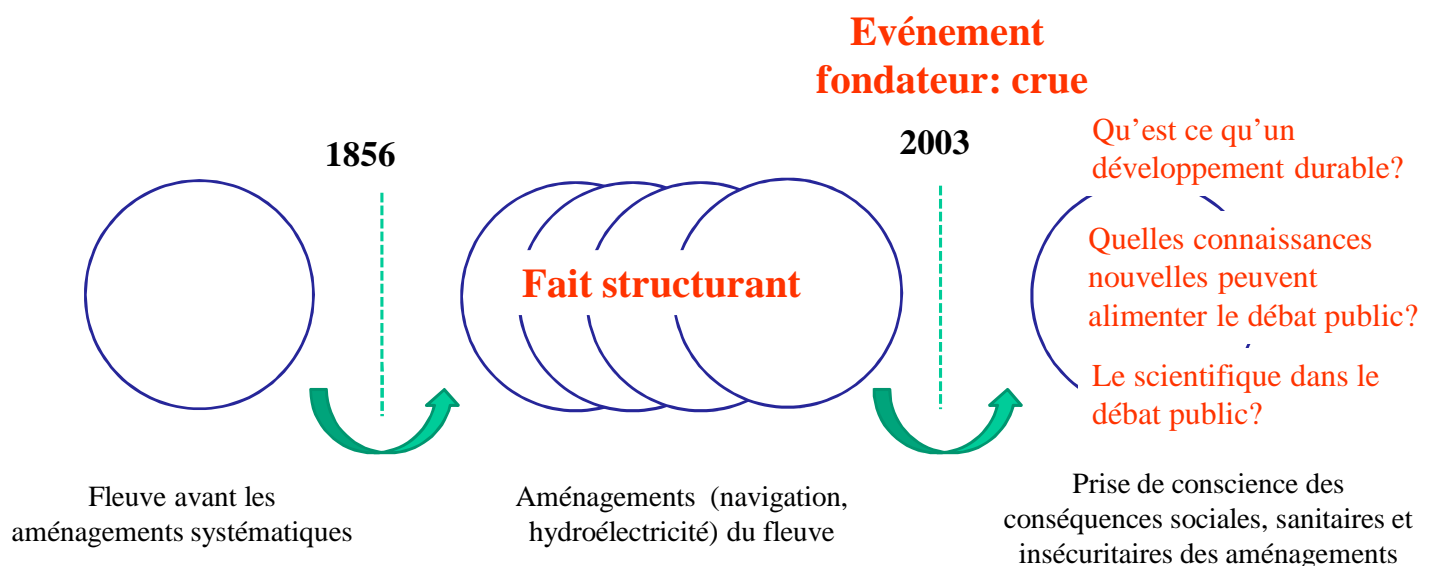 Evénement
fondateur: crue
1856
2003
Qu’est ce qu’un
développement durable?
Fait structurant
Quelles connaissances
nouvelles peuvent
alimenter le débat public?
Le scientifique dans le
débat public?
Fleuve avant les
aménagements systématiques
Aménagements (navigation,
hydroélectricité) du fleuve
Prise de conscience des
conséquences sociales, sanitaires et
insécuritaires des aménagements